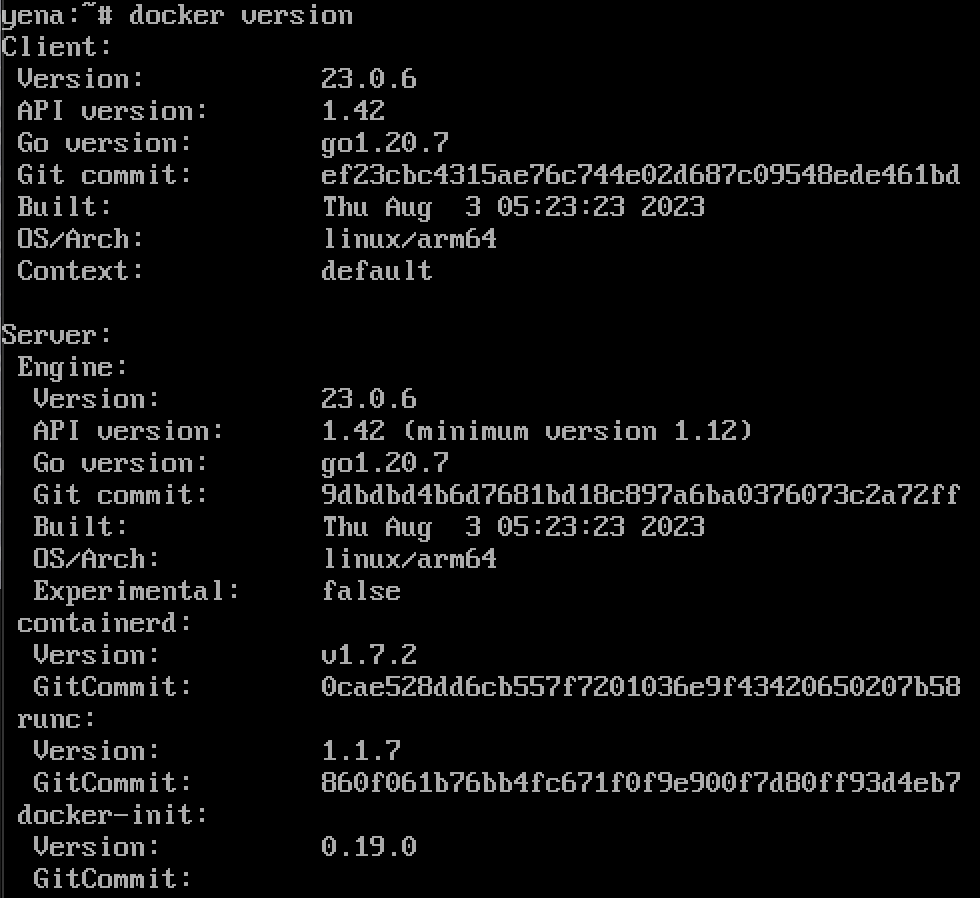 yena:~# docker version
Client:
 Version:           23.0.6
 API version:       1.42
 Go version:        go1.20.7
 Git commit:        ef23cbc4315ae76c744e02d687c09548ede461bd
 Built:             Thu Aug  3 05:23:23 2023
 OS/Arch:           linux/arm64
 Context:           default

Server:
 Engine:
  Version:          23.0.6
  API version:      1.42 (minimum version 1.12)
  Go version:       go1.20.7
  Git commit:       9dbdbd4b6d7681bd18c897a6ba0376073c2a72ff
  Built:            Thu Aug  3 05:23:23 2023
  OS/Arch:          linux/arm64
  Experimental:     false
 containerd:
  Version:          v1.7.2
  GitCommit:        0cae528dd6cb557f7201036e9f43420650207b58
 runc:
  Version:          1.1.7
  GitCommit:        860f061b76bb4fc671f0f9e900f7d80ff93d4eb7
 docker-init:
  Version:          0.19.0
  GitCommit: